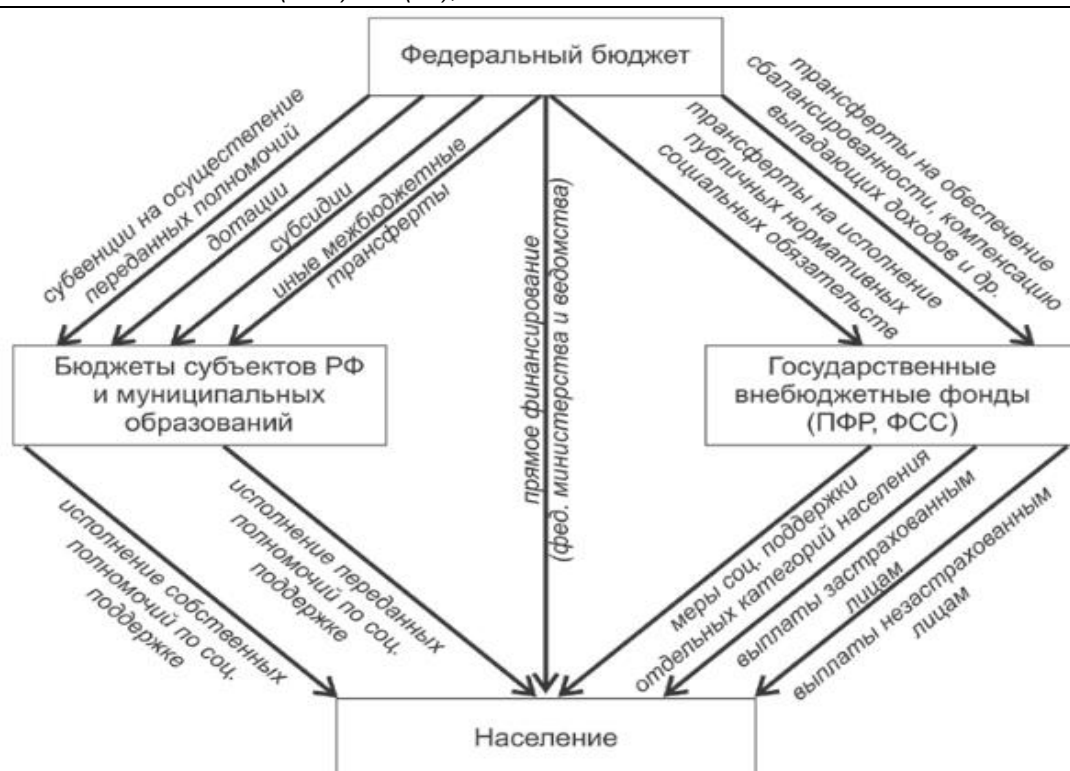 Федеральный бюджет
субвенции на осуществление
переданных полномочий
дотации
субсидии
иные межбюджетные
трансферты
прямое финансирование
(фед. министерства и ведомства)
трансферты на исполнение
публичных нормативных
социальных обязательств
трансферты на обеспечение
сбалансированности, компенсацию
выпадающих доходов и др.
Бюджеты субъектов РФ
и муниципальных
образований
Государственные
внебюджетные фонды
(ПФР, ФСС)
исполнение собственных
полномочий по соц.
поддержке
исполнение переданных
полномочий по соц.
поддержке
меры соц. поддержки
отдельных категорий населения
выплаты застрахованным
лицам
выплаты незастрахованным
лицам
Население